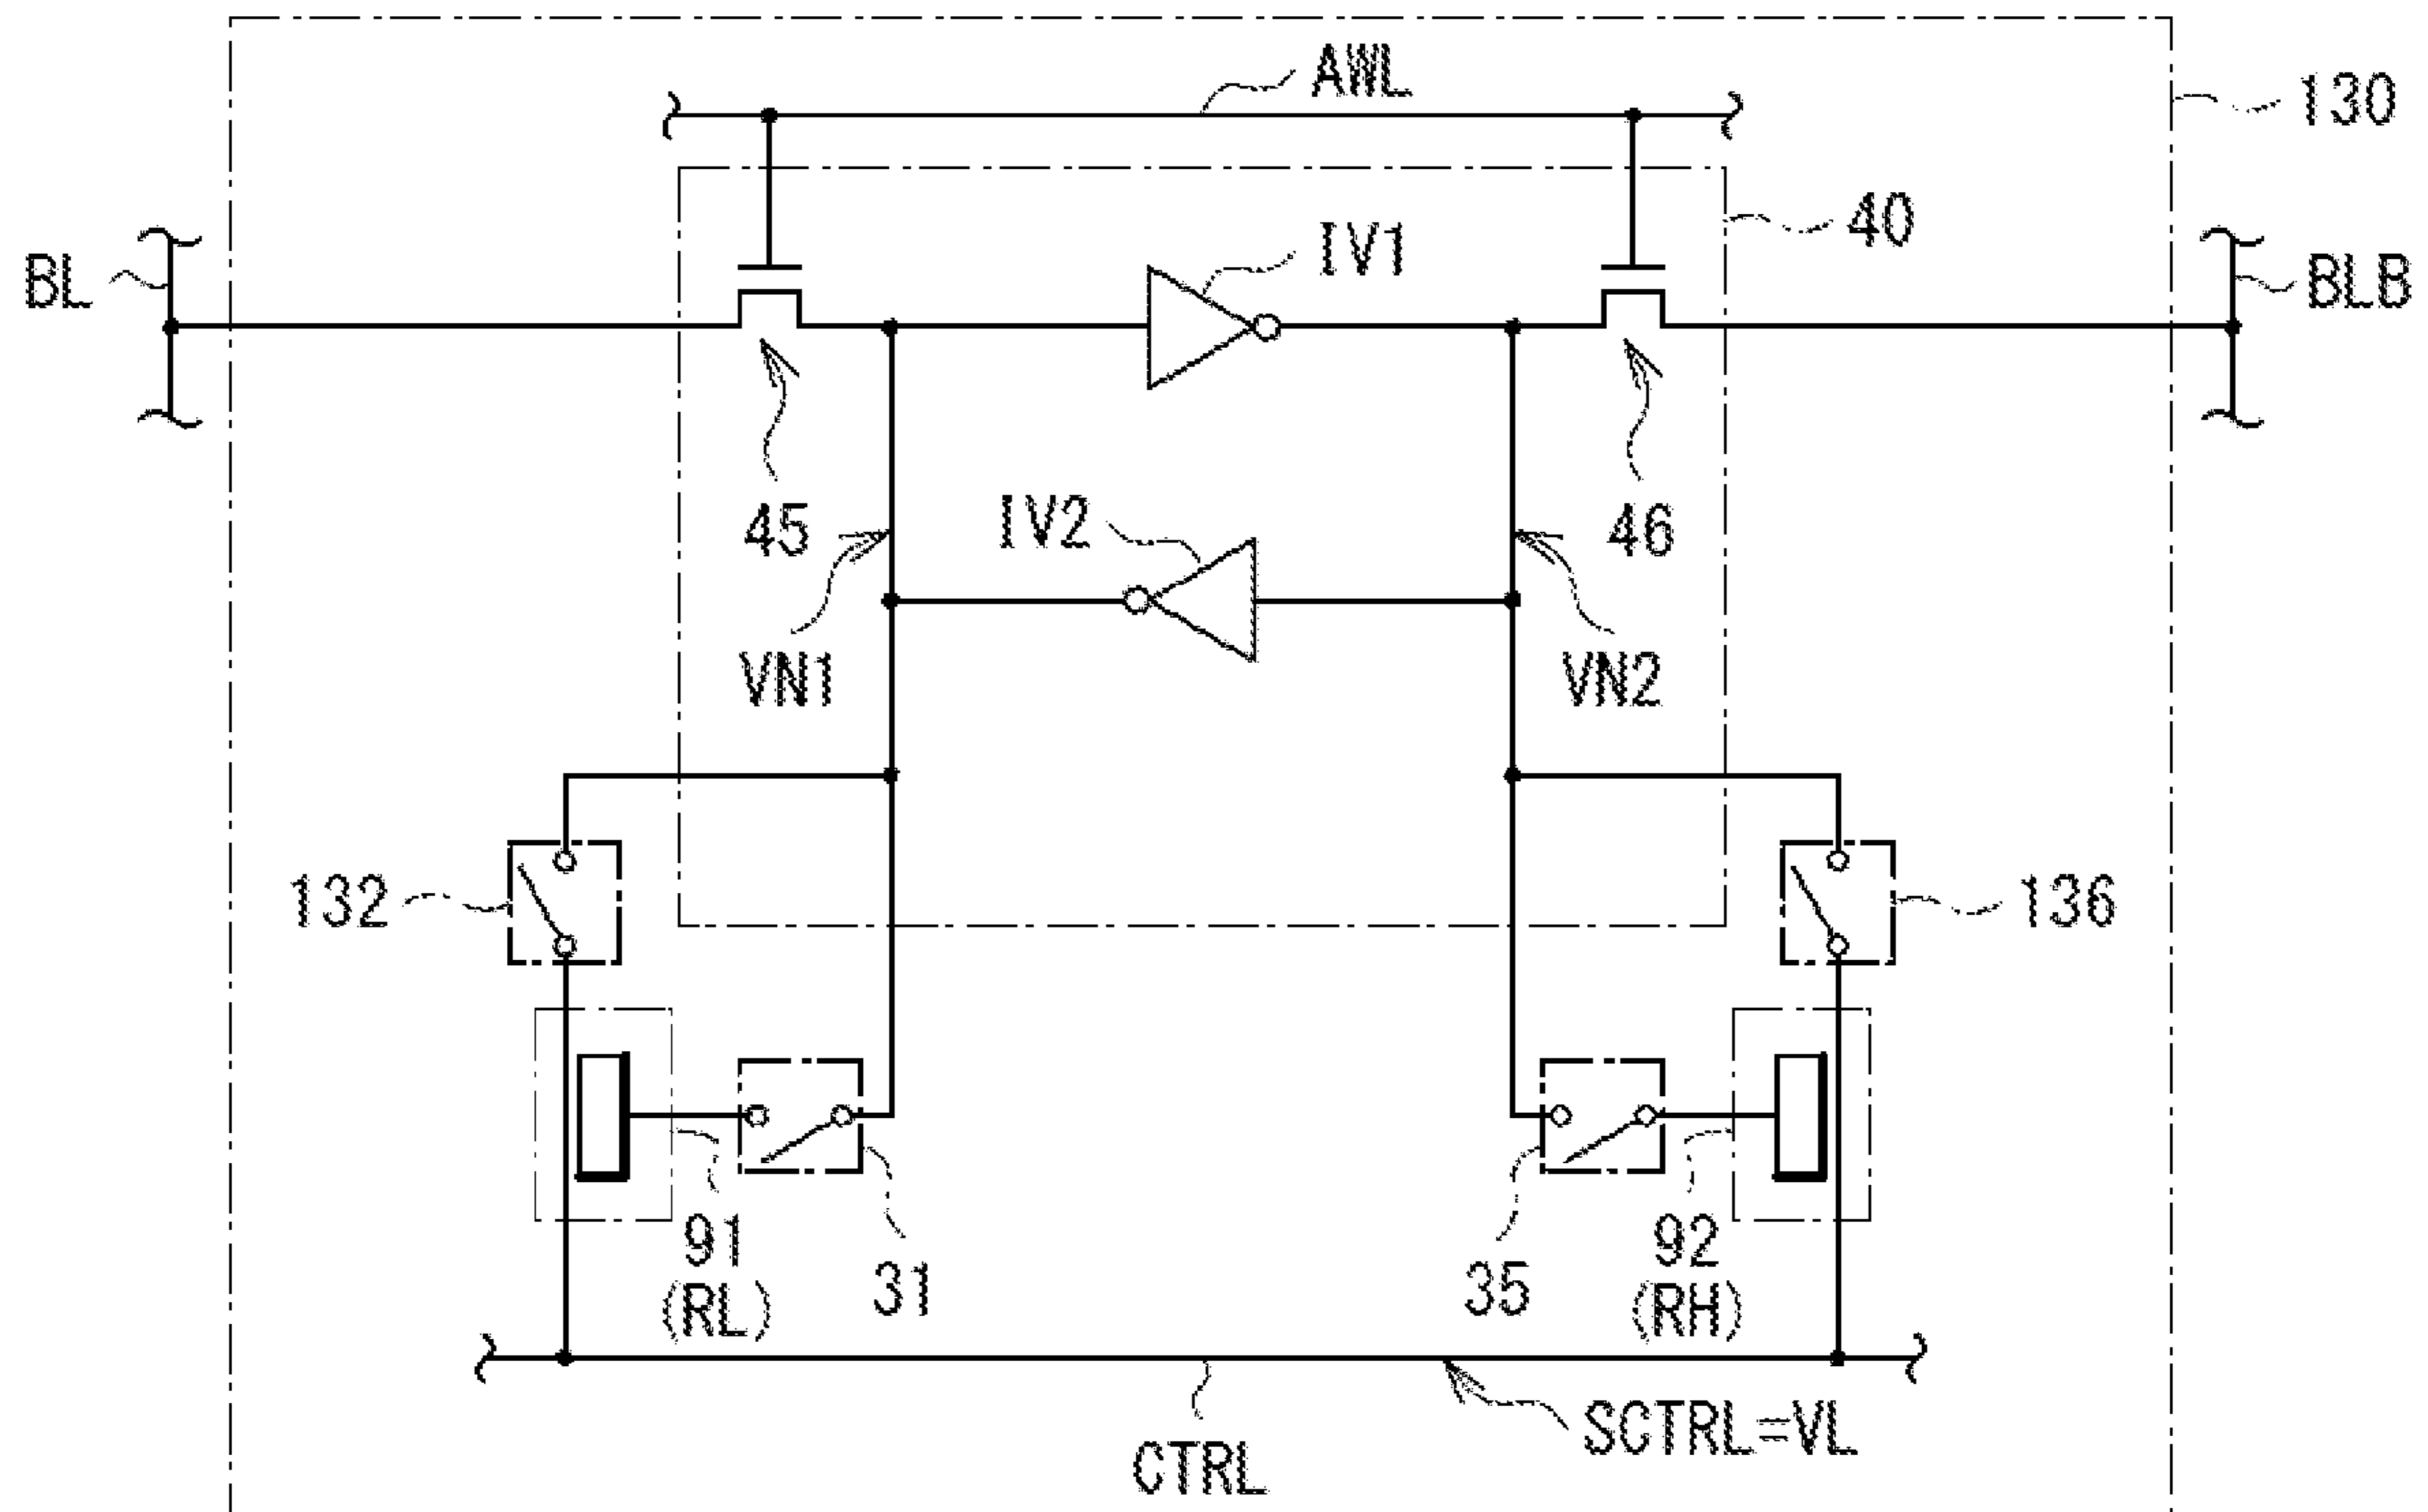 AWL
130
40
BL
IV1
BLB
45
IV2
46
VN1
VN2
132
136
91
(RL)
31
35
92
(RH)
SCTRL=VL
CTRL